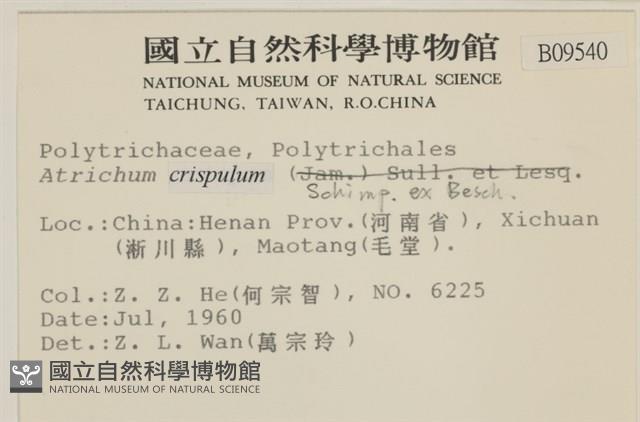 國立自然科學博物館
B09540
NATIONAL MUSEUM OF NATURAL SCIENCE
TAICHUNG, TAIWAN, R.O.CHINA
Polytrichaceae, Polytrichales
Atrichum crispulum (Jam.) Sull. et Lesq.
Schimp. ex Besch.
Loc.:China:Henan Prov.(河南省), Xichuan
(淅川縣), Maotang(毛堂).
Col.:Z. Z. He(何宗智), NO. 6225
Date:Jul, 1960
Det.:Z. L. Wan(萬宗玲)
國立自然科學博物館
NATIONAL MUSEUM OF NATURAL SCIENCE